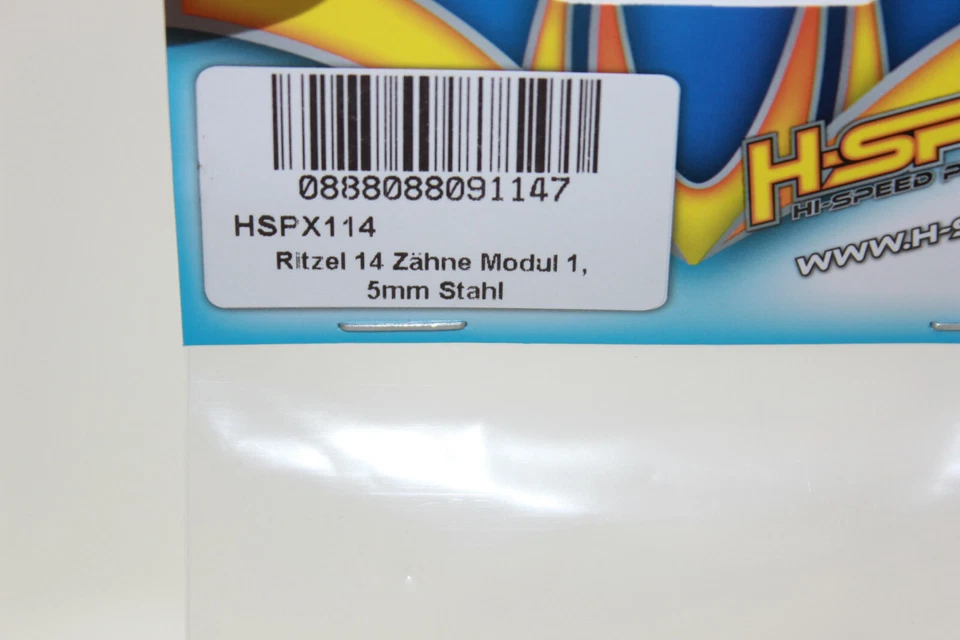 0888088091147
HSPX114
Ritzel 14 Zähne Modul 1,
5mm Stahl
H-SP
HI-SPEED P
WWW.H-S